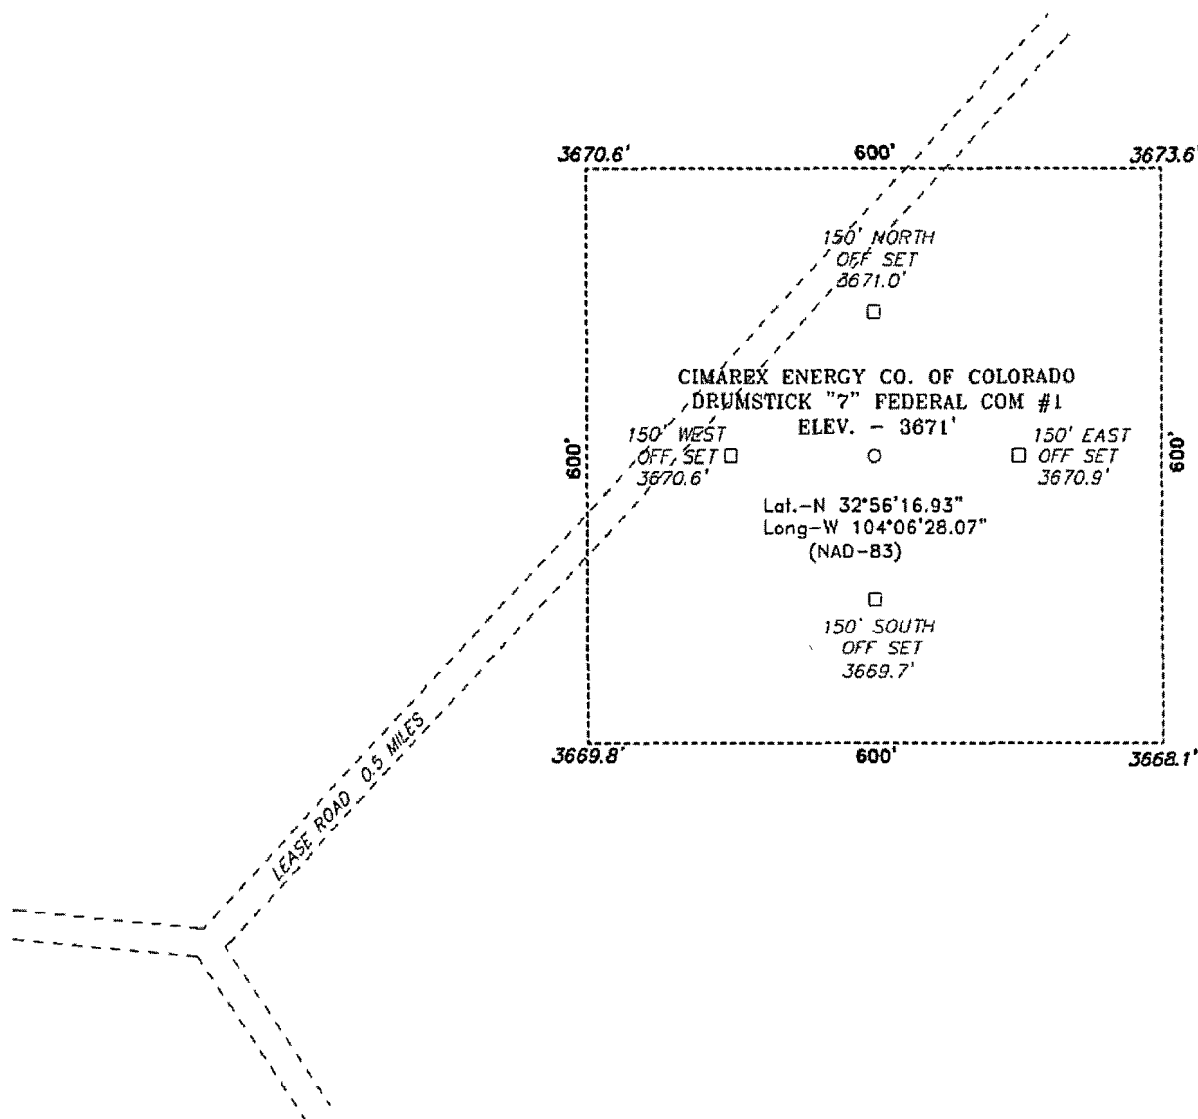 3670.6' 600' 3673.6'
150' NORTH
OFF SET
3671.0'
CIMAREX ENERGY CO. OF COLORADO
DRUMSTICK "7" FEDERAL COM #1
ELEV. - 3671'
150' WEST
OFF SET
3670.6'
150' EAST
OFF SET
3670.9'
600'
600'
Lat.-N 32°56'16.93"
Long-W 104°06'28.07"
(NAD-83)
150' SOUTH
OFF SET
3669.7'
3669.8' 600' 3668.1'
LEASE ROAD 0.5 MILES